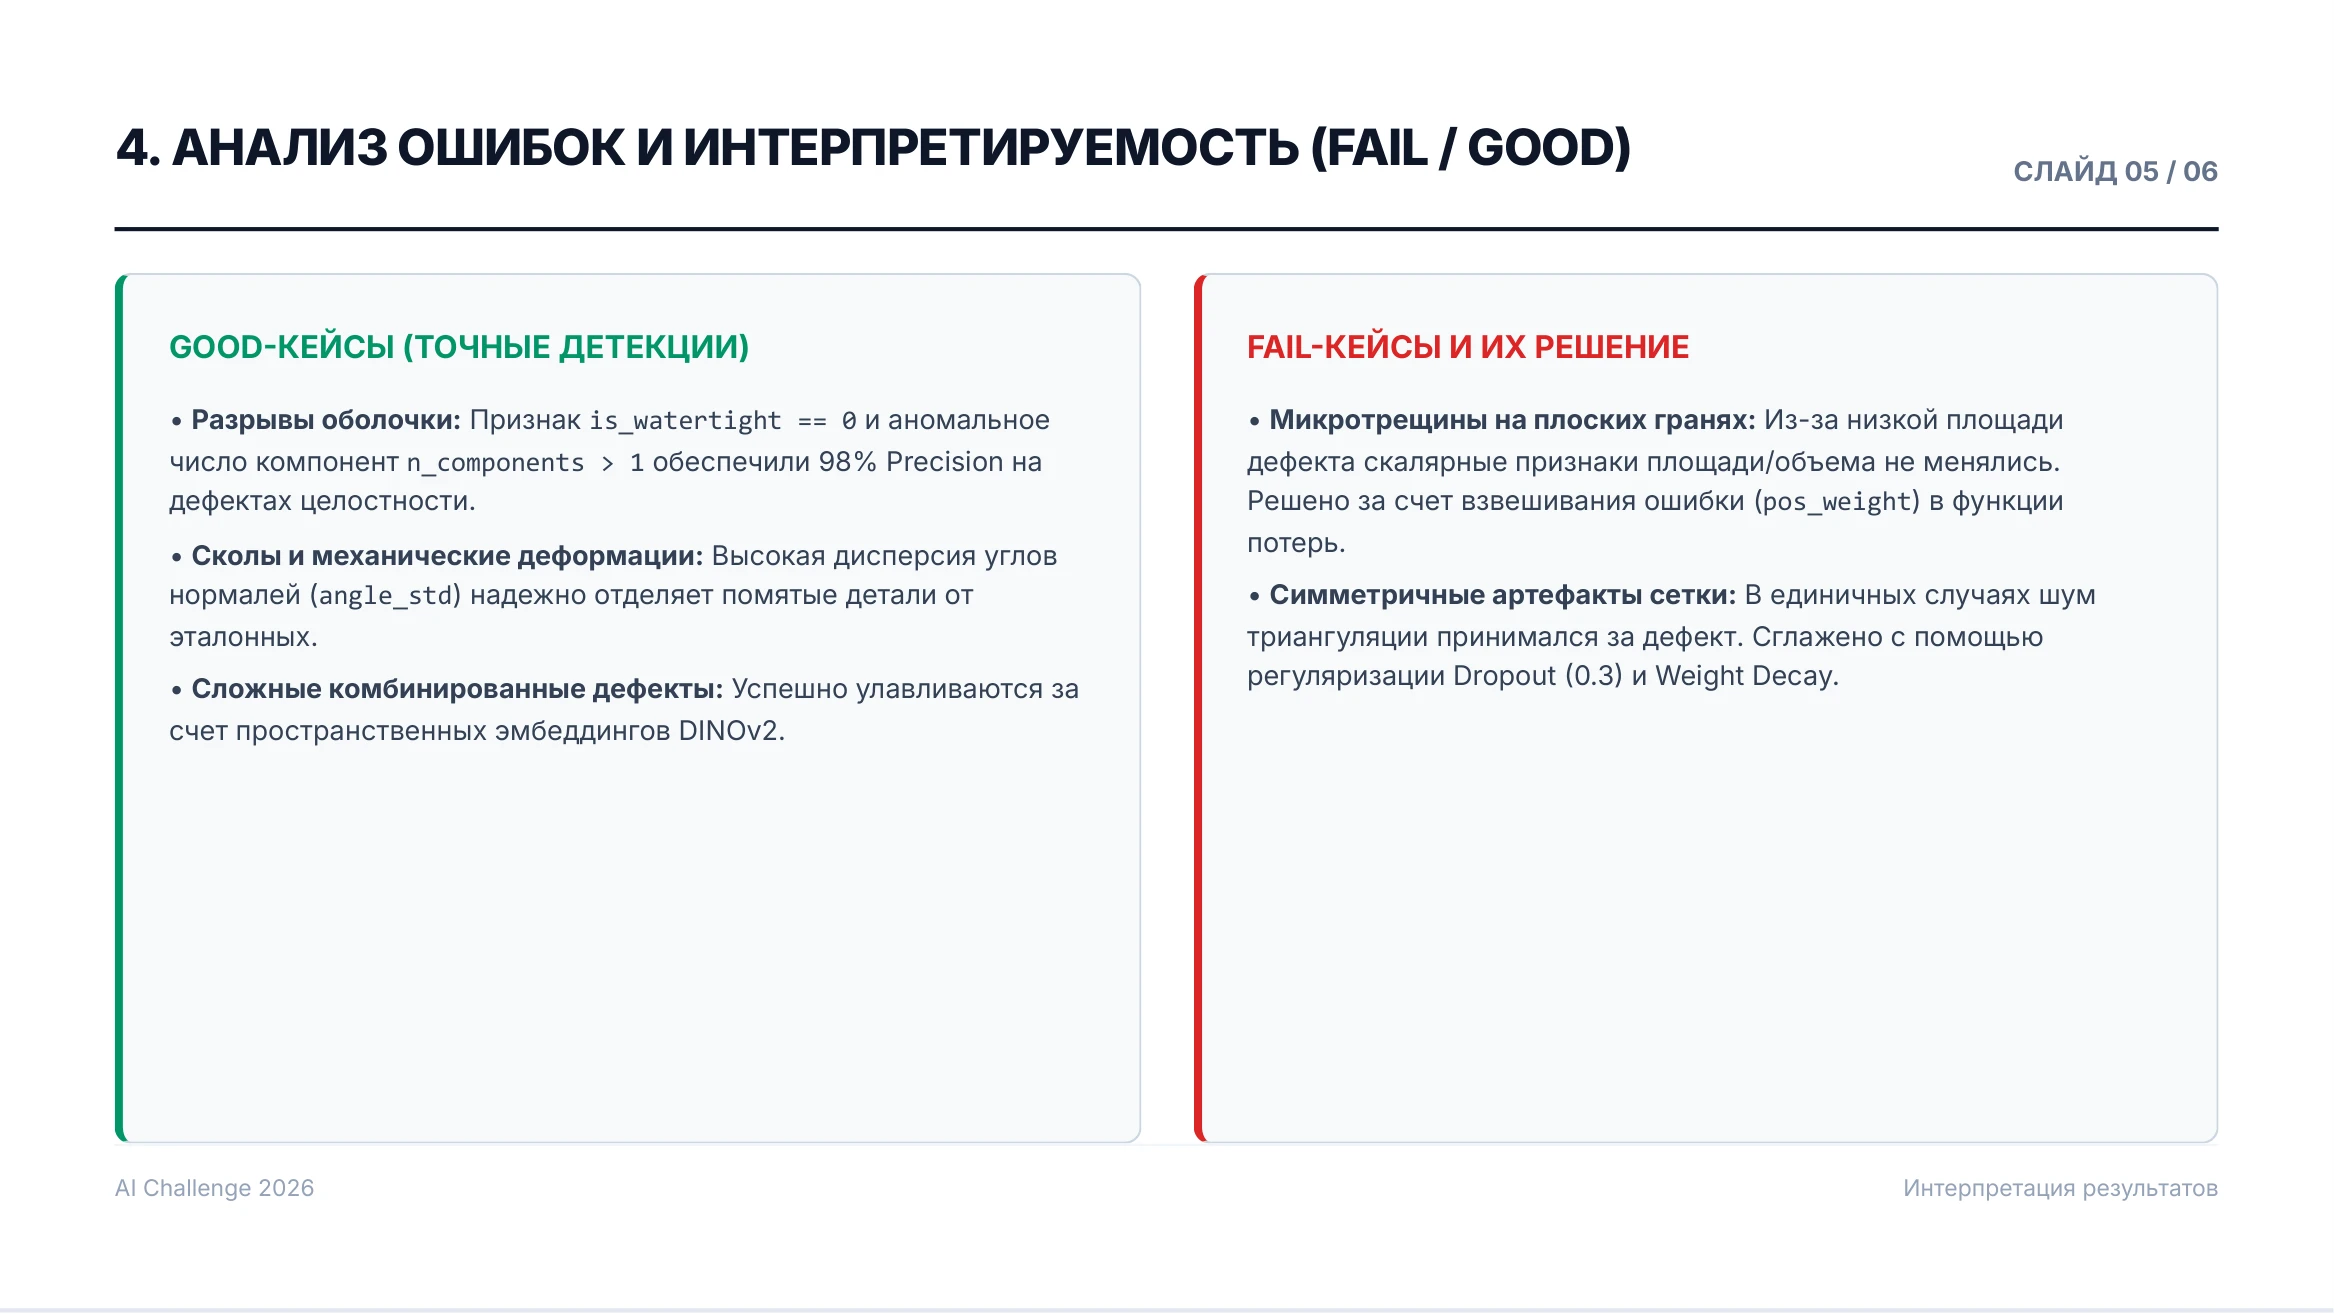 4. АНАЛИЗ ОШИБОК И ИНТЕРПРЕТИРУЕМОСТЬ (FAIL / GOOD)
СЛАЙД 05 / 06
GOOD-КЕЙСЫ (ТОЧНЫЕ ДЕТЕКЦИИ)
• Разрывы оболочки: Признак is_watertight == 0 и аномальное
число компонент n_components > 1 обеспечили 98% Precision на
дефектах целостности.
• Сколы и механические деформации: Высокая дисперсия углов
нормалей (angle_std) надежно отделяет помятые детали от
эталонных.
• Сложные комбинированные дефекты: Успешно улавливаются за
счет пространственных эмбеддингов DINOv2.
FAIL-КЕЙСЫ И ИХ РЕШЕНИЕ
• Микротрещины на плоских гранях: Из-за низкой площади
дефекта скалярные признаки площади/объема не менялись.
Решено за счет взвешивания ошибки (pos_weight) в функции
потерь.
• Симметричные артефакты сетки: В единичных случаях шум
триангуляции принимался за дефект. Сглажено с помощью
регуляризации Dropout (0.3) и Weight Decay.
AI Challenge 2026
Интерпретация результатов